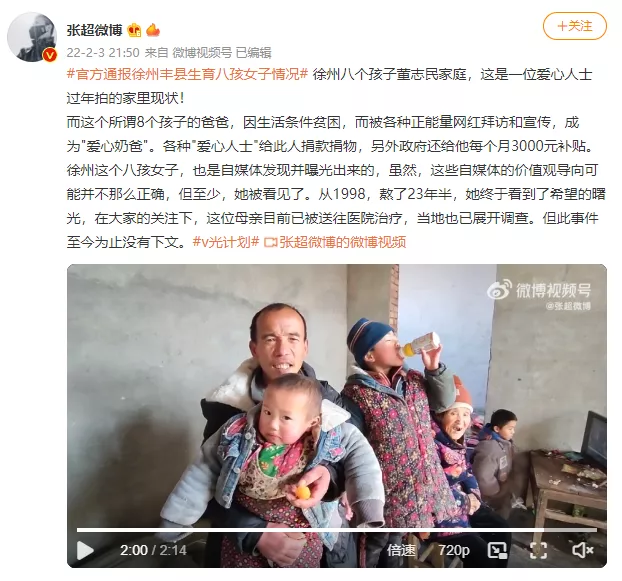 张超微博
+关注
22-2-3 21:50 来自 微博视频号 已编辑
#官方通报徐州丰县生育八孩女子情况# 徐州八个孩子董志民家庭，这是一位爱心人士
过年拍的家里现状！
而这个所谓8个孩子的爸爸，因生活条件贫困，而被各种正能量网红拜访和宣传，成
为"爱心奶爸"。各种"爱心人士"给此人捐款捐物，另外政府还给他每个月3000元补贴。
徐州这个八孩女子，也是自媒体发现并曝光出来的，虽然，这些自媒体的价值观导向可
能并不那么正确，但至少，她被看见了。从1998，熬了23年半，她终于看到了希望的曙
光，在大家的关注下，这位母亲目前已被送往医院治疗，当地也已展开调查。但此事件
至今为止没有下文。#v光计划# 张超微博的微博视频
微博视频号
@张超微博
2:00 / 2:14
倍速
720p